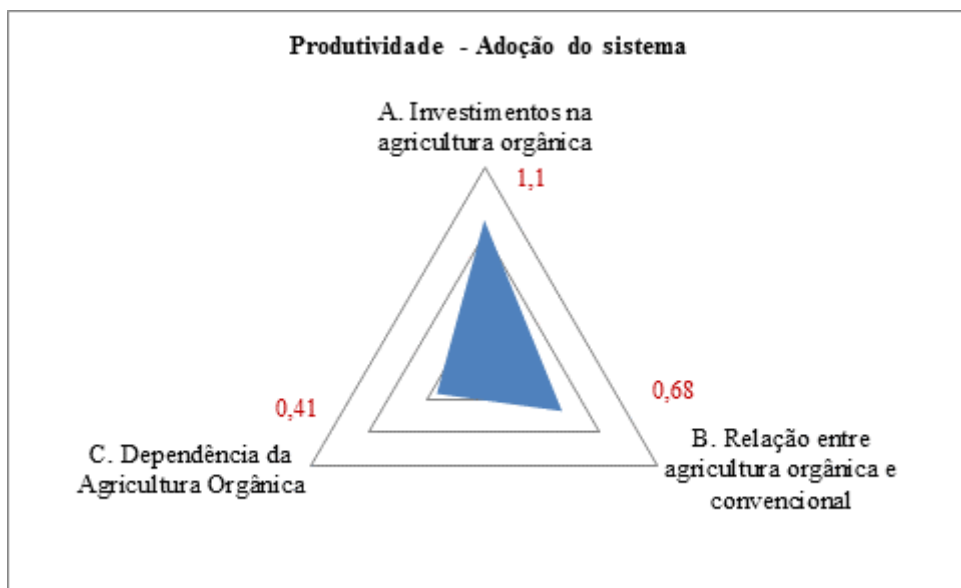 Produtividade - Adoção do sistema
A. Investimentos na
agricultura orgânica
1,1
0,68
0,41
B. Relação entre
agricultura orgânica e
convencional
C. Dependência da
Agricultura Orgânica